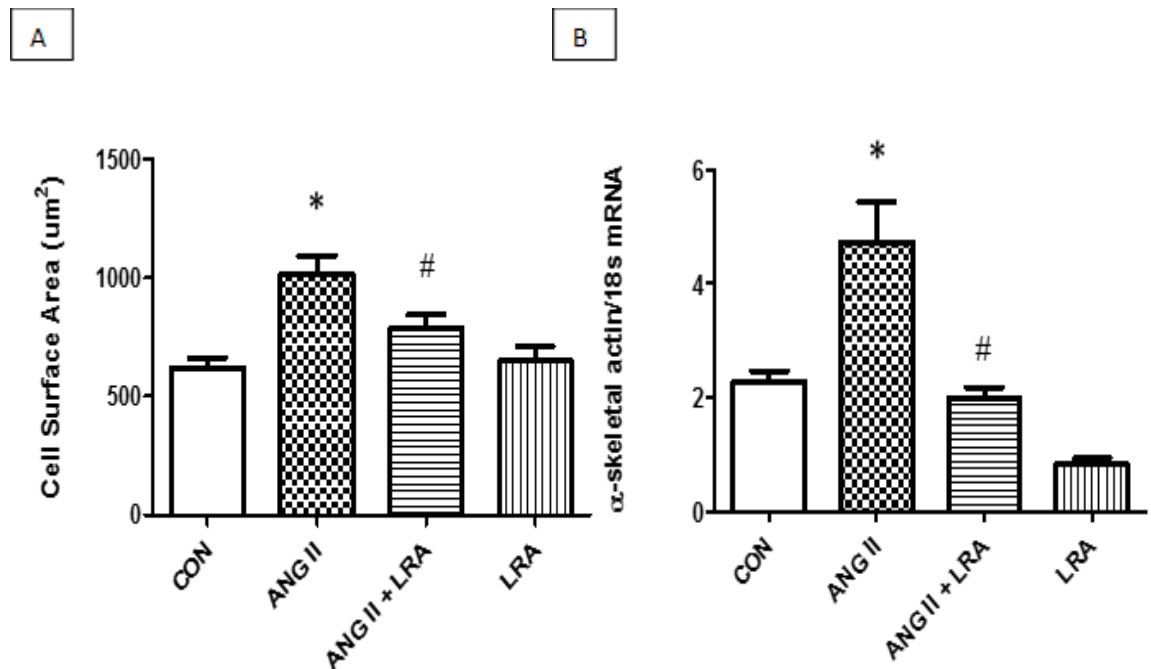 A
B
Cell Surface Area (um²)
1500
1000
500
0
*
#
CON
ANG II
ANG II + LRA
LRA
α-sketetal actin/18s mRNA
6
4
2
0
*
#
CON
ANG II
ANG II + LRA
LRA